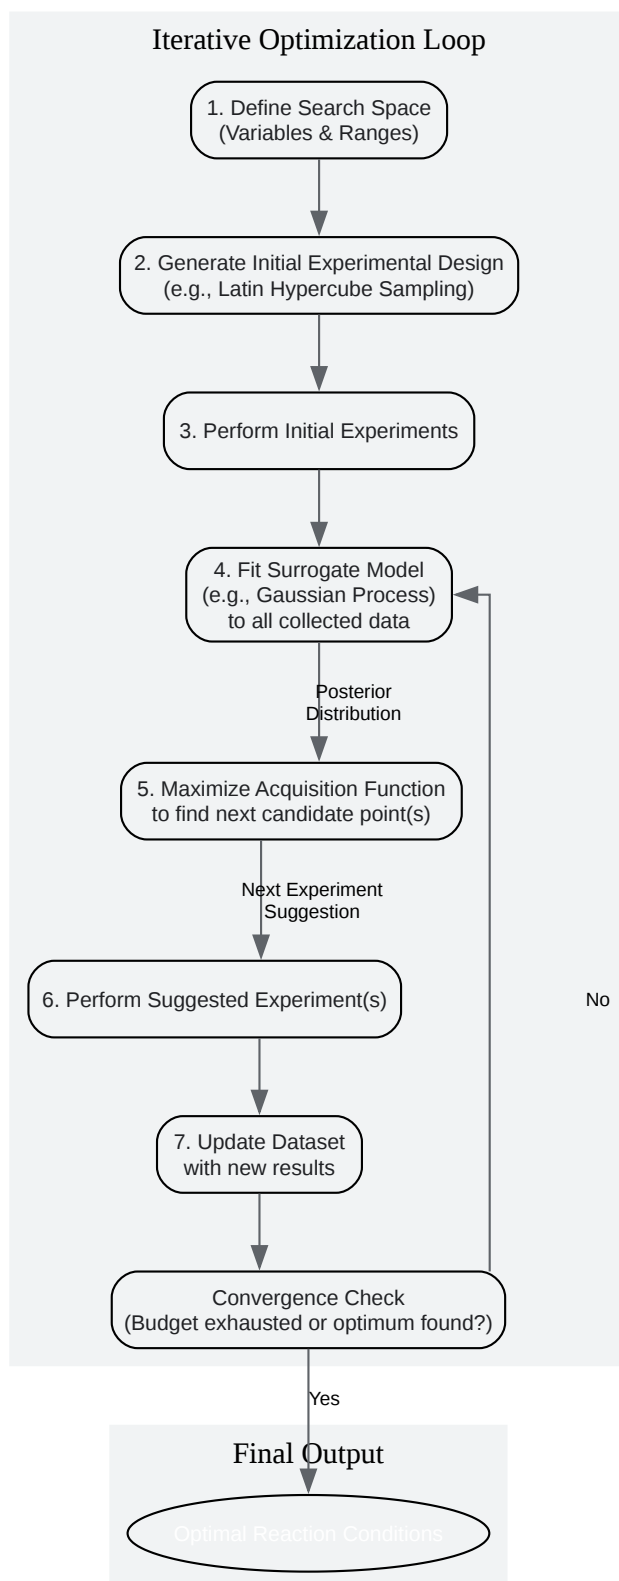 Iterative Optimization Loop
1. Define Search Space
(Variables & Ranges)
2. Generate Initial Experimental Design
(e.g., Latin Hypercube Sampling)
3. Perform Initial Experiments
4. Fit Surrogate Model
(e.g., Gaussian Process)
to all collected data
Posterior
Distribution
5. Maximize Acquisition Function
to find next candidate point(s)
Next Experiment
Suggestion
6. Perform Suggested Experiment(s)
No
7. Update Dataset
with new results
Convergence Check
(Budget exhausted or optimum found?)
Yes
Final Output
Optimal Reaction Conditions